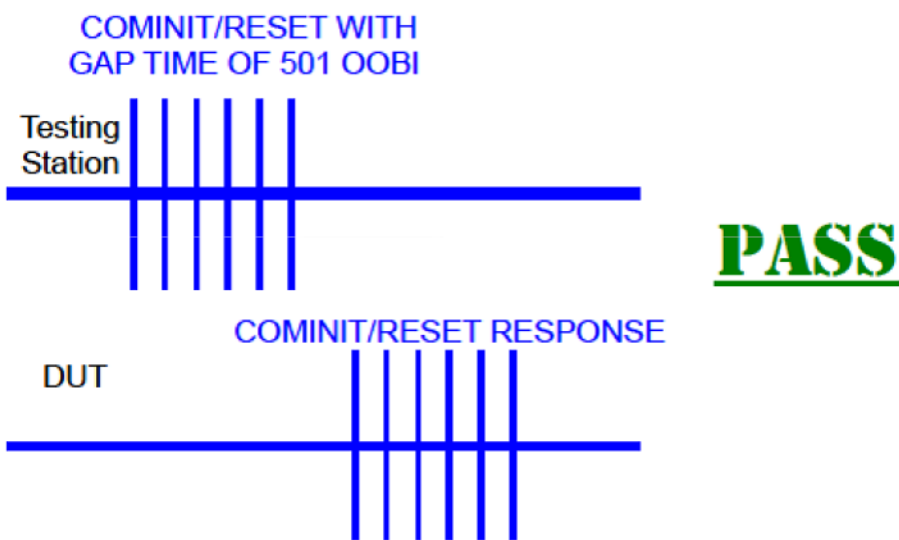 COMINIT/RESET WITH
GAP TIME OF 501 OOBI
Testing
Station
PASS
COMINIT/RESET RESPONSE
DUT